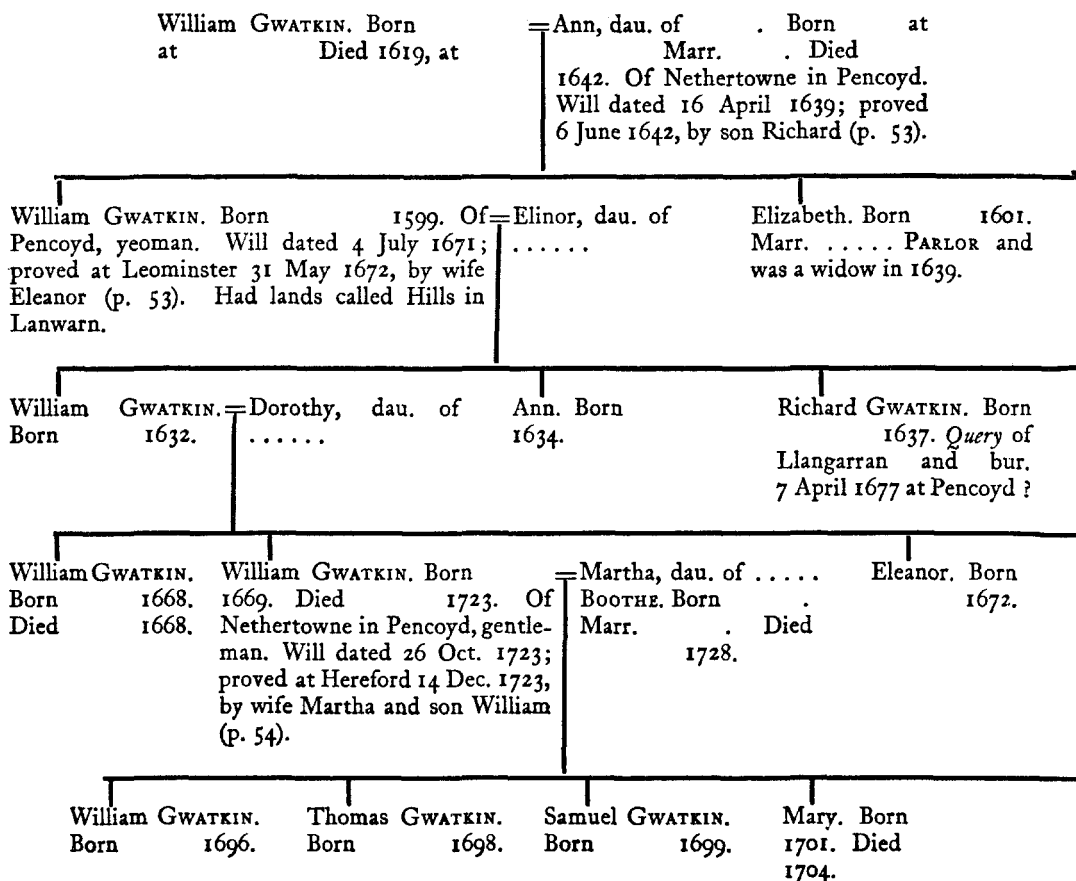 William GWATKIN. Born
at Died 1619, at
=Ann, dau. of . Born at
Marr. . Died
1642. Of Nethertowne in Pencoyd.
Will dated 16 April 1639; proved
6 June 1642, by son Richard (p. 53).
William GWATKIN. Born 1599. Of=Elinor, dau. of
Pencoyd, yeoman. Will dated 4 July 1671; ......
proved at Leominster 31 May 1672, by wife
Eleanor (p. 53). Had lands called Hills in
Lanwarn.
Elizabeth. Born 1601.
Marr. ..... PARLOR and
was a widow in 1639.
William GWATKIN.=Dorothy, dau. of
Born 1632. ......
Ann. Born
1634.
Richard GWATKIN. Born
1637. Query of
Llangarran and bur.
7 April 1677 at Pencoyd ?
William GWATKIN.
Born 1668.
Died 1668.
William GWATKIN. Born
1669. Died 1723. Of
Nethertowne in Pencoyd, gentle-
man. Will dated 26 Oct. 1723;
proved at Hereford 14 Dec. 1723,
by wife Martha and son William
(p. 54).
=Martha, dau. of .....
BOOTHE. Born .
Marr. . Died
1728.
Eleanor. Born
1672.
William GWATKIN.
Born 1696.
Thomas GWATKIN.
Born 1698.
Samuel GWATKIN.
Born 1699.
Mary. Born
1701. Died
1704.